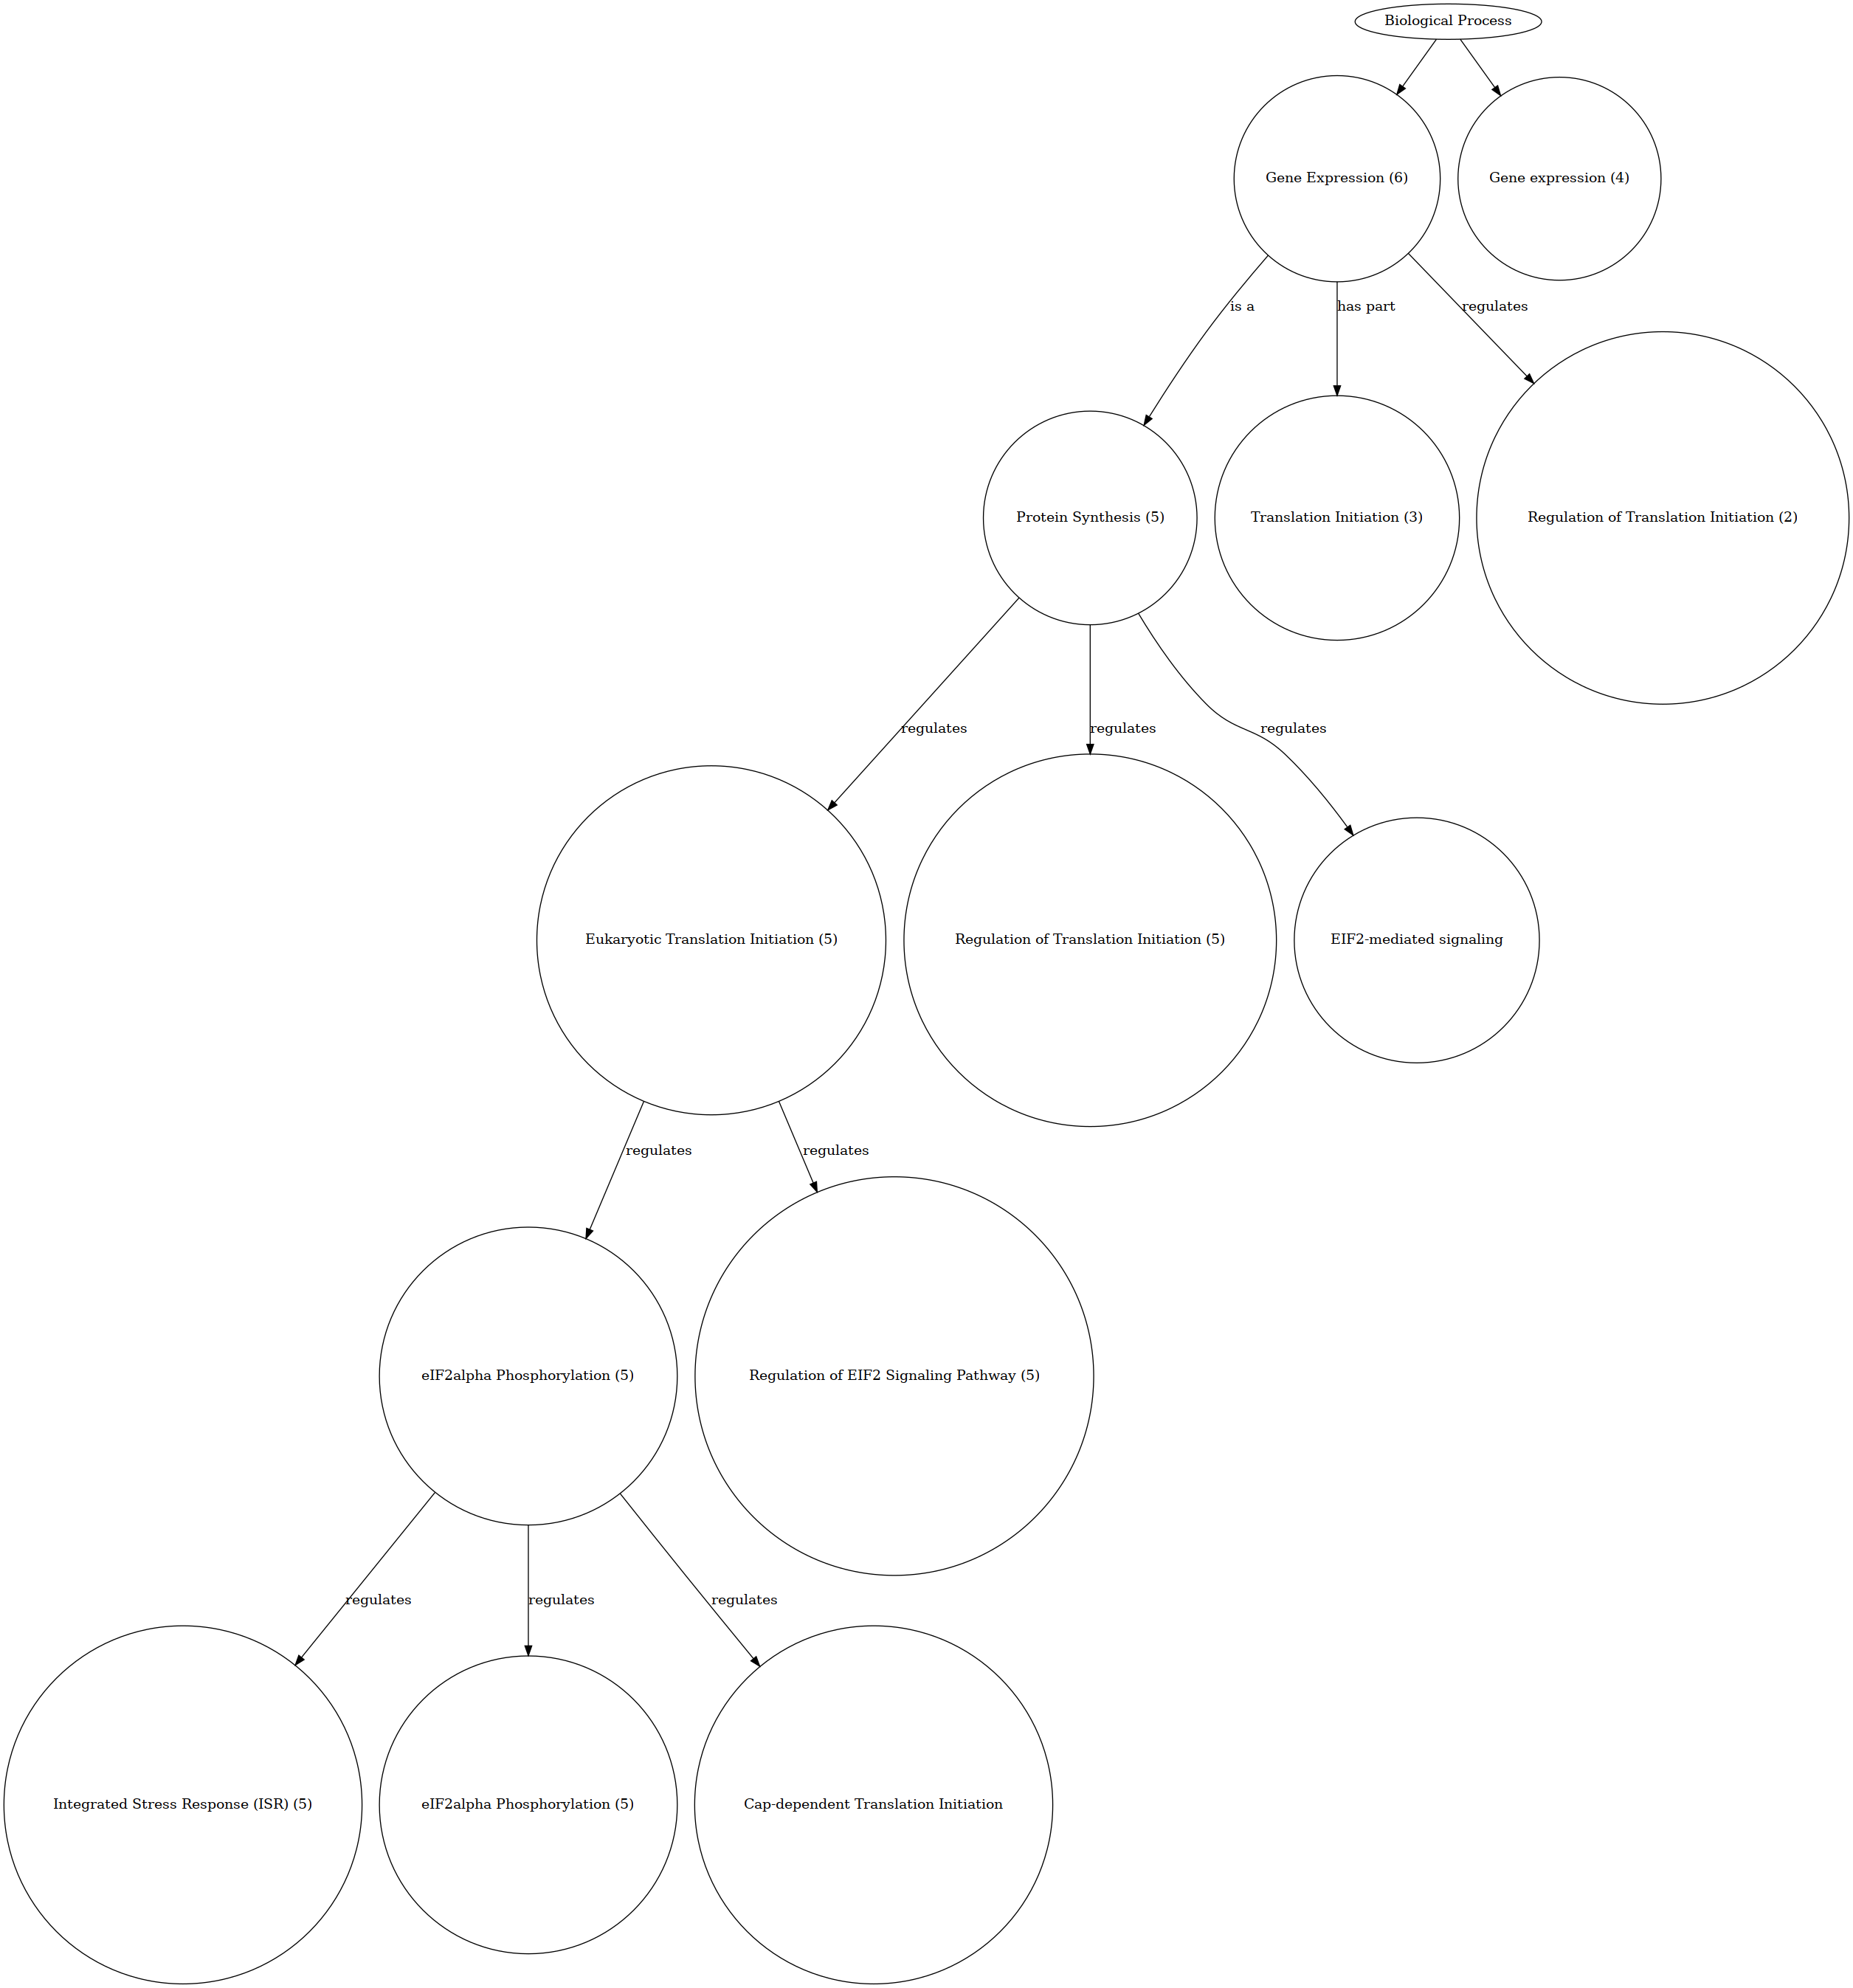 Biological Process
Gene Expression (6)
Gene expression (4)
is a
has part
regulates
Protein Synthesis (5)
Translation Initiation (3)
Regulation of Translation Initiation (2)
regulates
regulates
regulates
Eukaryotic Translation Initiation (5)
Regulation of Translation Initiation (5)
EIF2-mediated signaling
regulates
regulates
eIF2alpha Phosphorylation (5)
Regulation of EIF2 Signaling Pathway (5)
regulates
regulates
regulates
Integrated Stress Response (ISR) (5)
eIF2alpha Phosphorylation (5)
Cap-dependent Translation Initiation